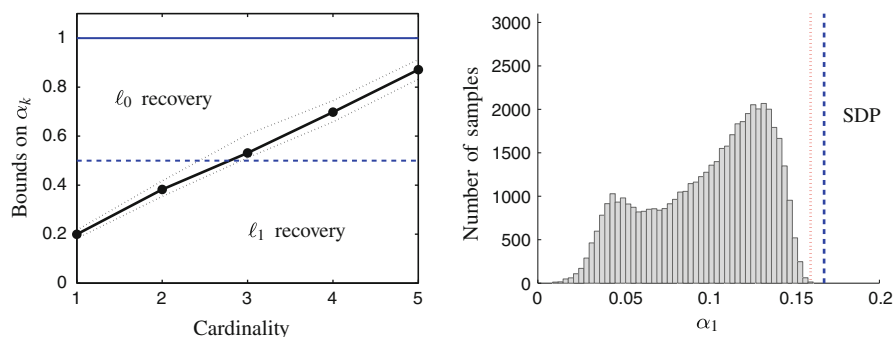 Bounds on αk
1
0.8
0.6
0.4
0.2
0
ℓ0 recovery
ℓ1 recovery
1 2 3 4 5
Cardinality
Number of samples
3000
2500
2000
1500
1000
500
0
SDP
0 0.05 0.1 0.15 0.2
α1